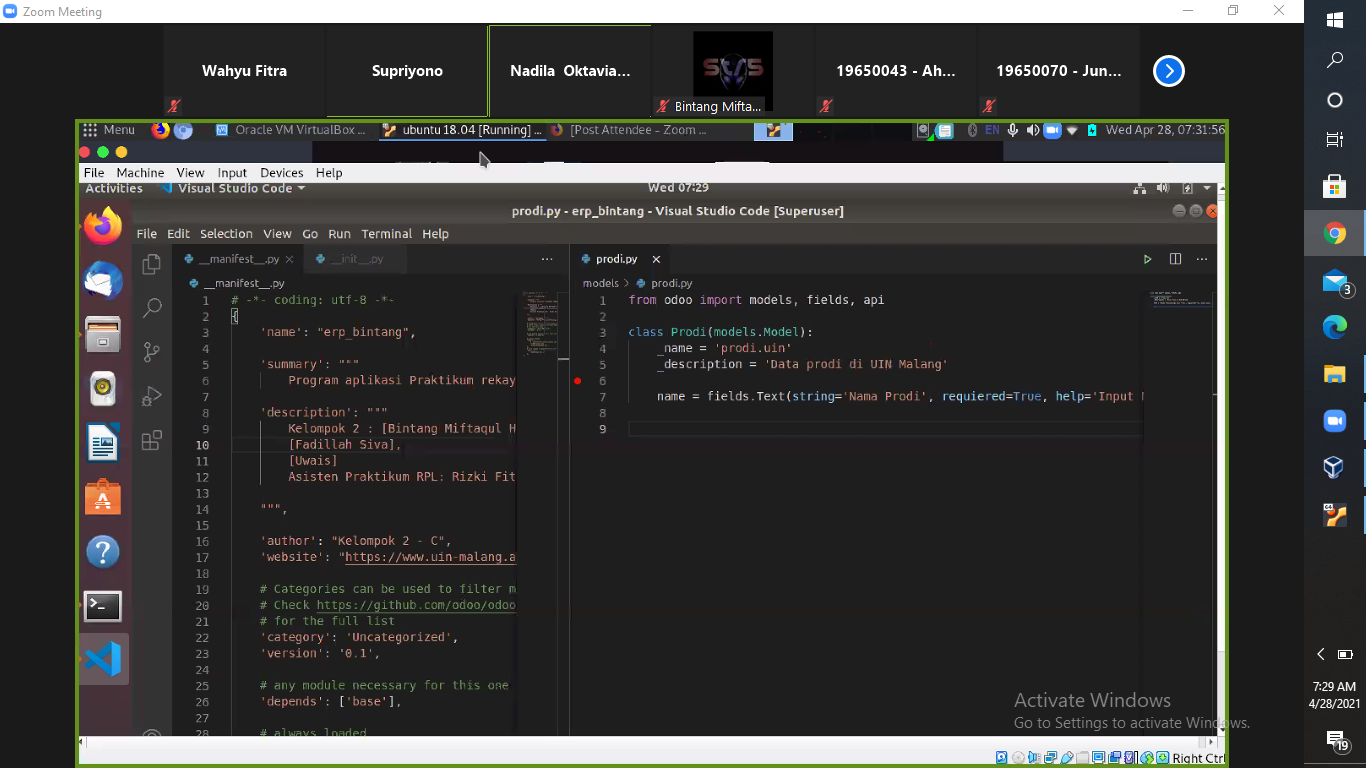 Zoom Meeting
Wahyu Fitra
Supriyono
Nadila Oktavia...
STS
Bintang Mifta...
19650043 - Ah...
19650070 - Jun...
Menu
Oracle VM VirtualBox ...
ubuntu 18.04 [Running] ...
[Post Attendee – Zoom ...
EN
Wed Apr 28, 07:31:56
File Machine View Input Devices Help
Activities
Visual Studio Code
Wed 07:29
prodi.py - erp_bintang - Visual Studio Code [Superuser]
File Edit Selection View Go Run Terminal Help
__manifest__.py
__init__.py
...
__manifest__.py
1 # -*- coding: utf-8 -*-
2 {
3 'name': "erp_bintang",
4
5 'summary': """
6 Program aplikasi Praktikum rekay
7
8 'description': """
9 Kelompok 2 : [Bintang Miftaqul H
10 [Fadillah Siva],
11 [Uwais]
12 Asisten Praktikum RPL: Rizki Fit
13
14 """,
15
16 'author': "Kelompok 2 - C",
17 'website': "https://www.uin-malang.a
18
19 # Categories can be used to filter m
20 # Check https://github.com/odoo/odoo
21 # for the full list
22 'category': 'Uncategorized',
23 'version': '0.1',
24
25 # any module necessary for this one
26 'depends': ['base'],
27
28 # always loaded
prodi.py
...
models > prodi.py
1 from odoo import models, fields, api
2
3 class Prodi(models.Model):
4 _name = 'prodi.uin'
5 _description = 'Data prodi di UIN Malang'
6
7 name = fields.Text(string='Nama Prodi', requiered=True, help='Input
8
9
Activate Windows
Go to Settings to activate Windows.
Right Ctrl
3
64
7:29 AM
4/28/2021
19